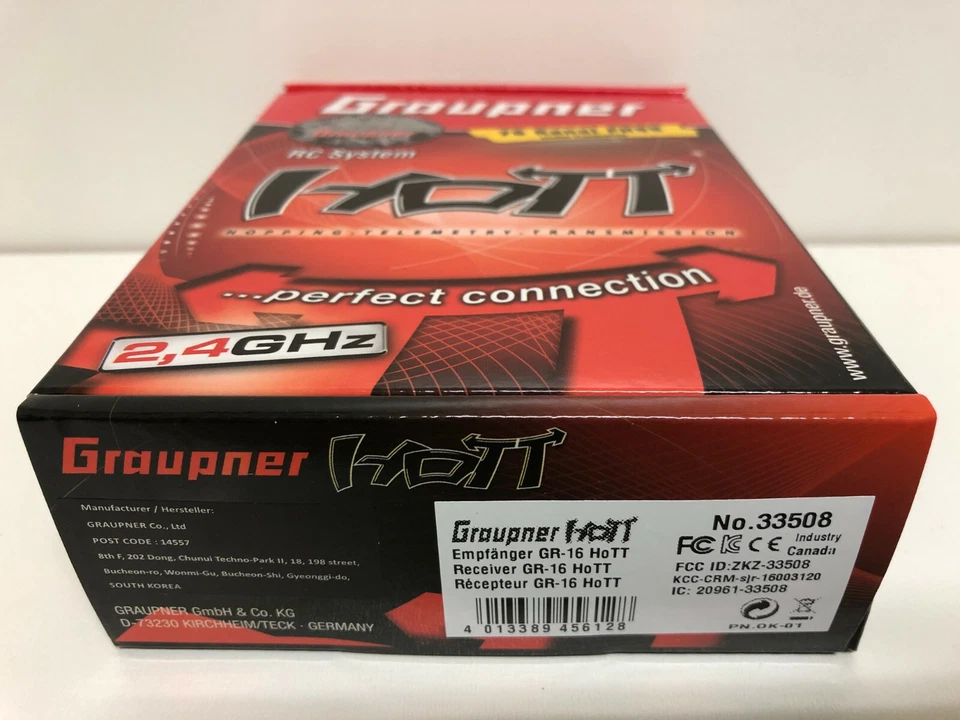 Graupner
RC System
HOTT
HOPPING.TELEMETRY.TRANSMISSION
...perfect connection
2,4GHz
www.graupner.de
Graupner HOTT
Manufacturer / Hersteller:
GRAUPNER Co., Ltd
POST CODE : 14557
8th F, 202 Dong, Chunui Techno-Park II, 18, 198 street,
Bucheon-ro, Wonmi-Gu, Bucheon-Shi, Gyeonggi-do,
SOUTH KOREA
GRAUPNER GmbH & Co. KG
D-73230 KIRCHHEIM/TECK · GERMANY
Graupner HOTT
Empfänger GR-16 HoTT
Receiver GR-16 HoTT
Récepteur GR-16 HoTT
4 013389 456128
No.33508
FC KC CE Industry Canada
FCC ID:ZKZ-33508
KCC-CRM-sjr-16003120
IC: 20961-33508
PN.OK-01